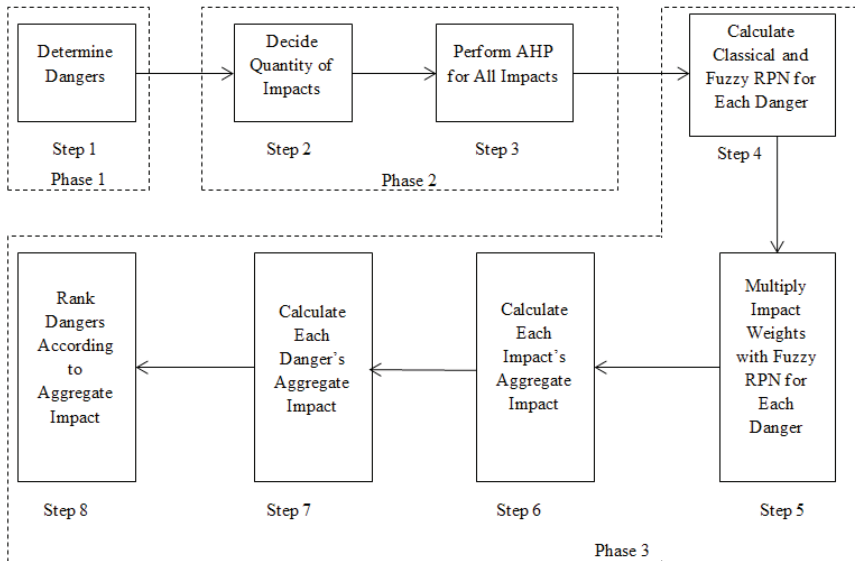 Determine
Dangers
Step 1
Phase 1
Decide
Quantity of
Impacts
Step 2
Perform AHP
for All Impacts
Step 3
Phase 2
Calculate
Classical and
Fuzzy RPN for
Each Danger
Step 4
Multiply
Impact
Weights
with Fuzzy
RPN for
Each
Danger
Step 5
Calculate
Each
Impact's
Aggregate
Impact
Step 6
Calculate
Each
Danger's
Aggregate
Impact
Step 7
Rank
Dangers
According
to
Aggregate
Impact
Step 8
Phase 3